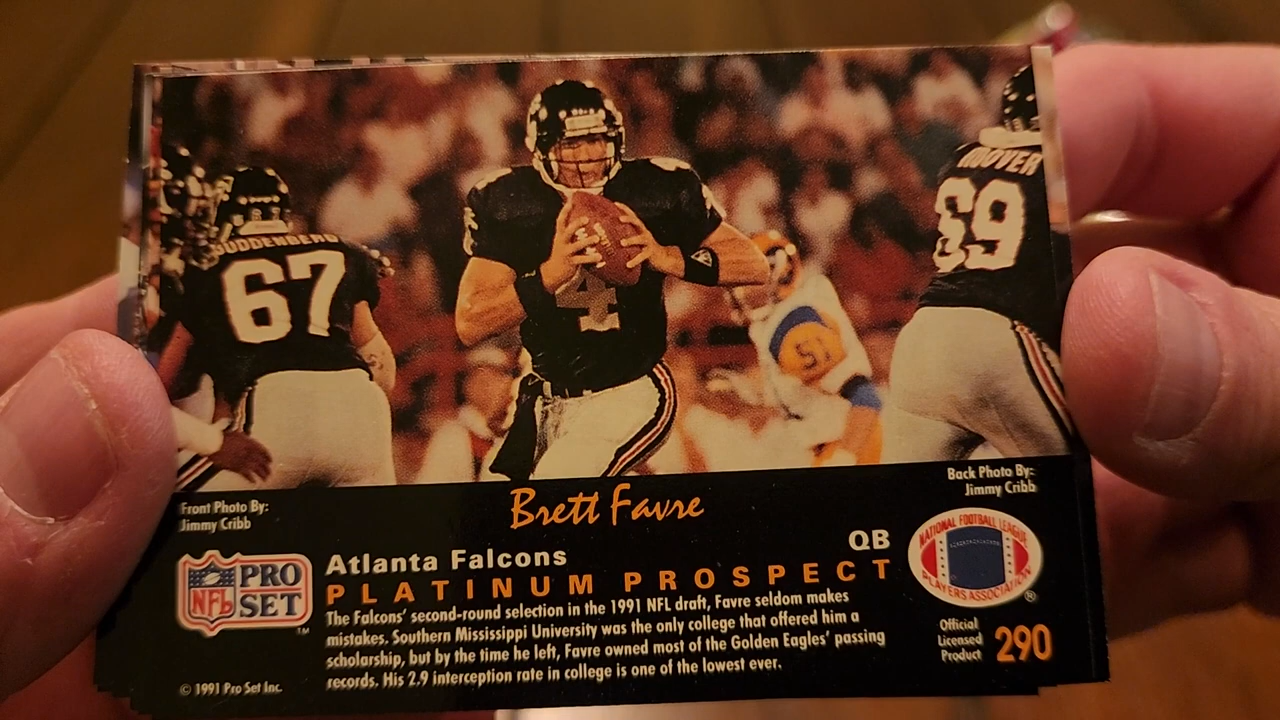 UDDENBERG
67
4
51
HOOVER
69
Front Photo By:
Jimmy Cribb
Brett Favre
Back Photo By:
Jimmy Cribb
Atlanta Falcons
QB
PLATINUM PROSPECT
PRO
SET
NFL
TM
NATIONAL FOOTBALL LEAGUE
PLAYERS ASSOCIATION
®
The Falcons' second-round selection in the 1991 NFL draft, Favre seldom makes
mistakes. Southern Mississippi University was the only college that offered him a
scholarship, but by the time he left, Favre owned most of the Golden Eagles' passing
records. His 2.9 interception rate in college is one of the lowest ever.
Official
Licensed
Product
290
© 1991 Pro Set Inc.